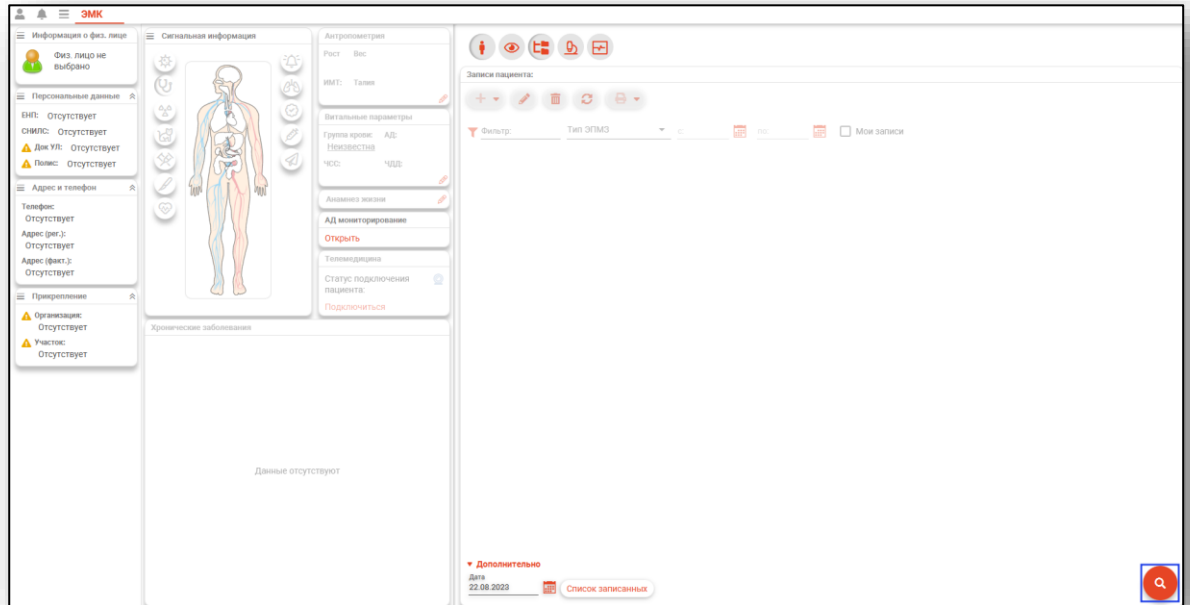 ЭМК
Информация о физ. лице
Физ. лицо не
выбрано
Персональные данные
ЕНП: Отсутствует
СНИЛС: Отсутствует
Док УЛ: Отсутствует
Полис: Отсутствует
Адрес и телефон
Телефон:
Отсутствует
Адрес (рег.):
Отсутствует
Адрес (факт.):
Отсутствует
Прикрепление
Организация:
Отсутствует
Участок:
Отсутствует
Сигнальная информация
Антропометрия
Рост Вес
ИМТ: Талия
Витальные параметры
Группа крови: АД:
Неизвестна
ЧСС: ЧДД:
Анамнез жизни
АД мониторирование
Открыть
Телемедицина
Статус подключения
пациента:
Подключиться
Хронические заболевания
Данные отсутствуют
Записи пациента:
Фильтр: Тип ЭПМЗ с: по: Мои записи
Дополнительно
Дата
22.08.2023 Список записанных